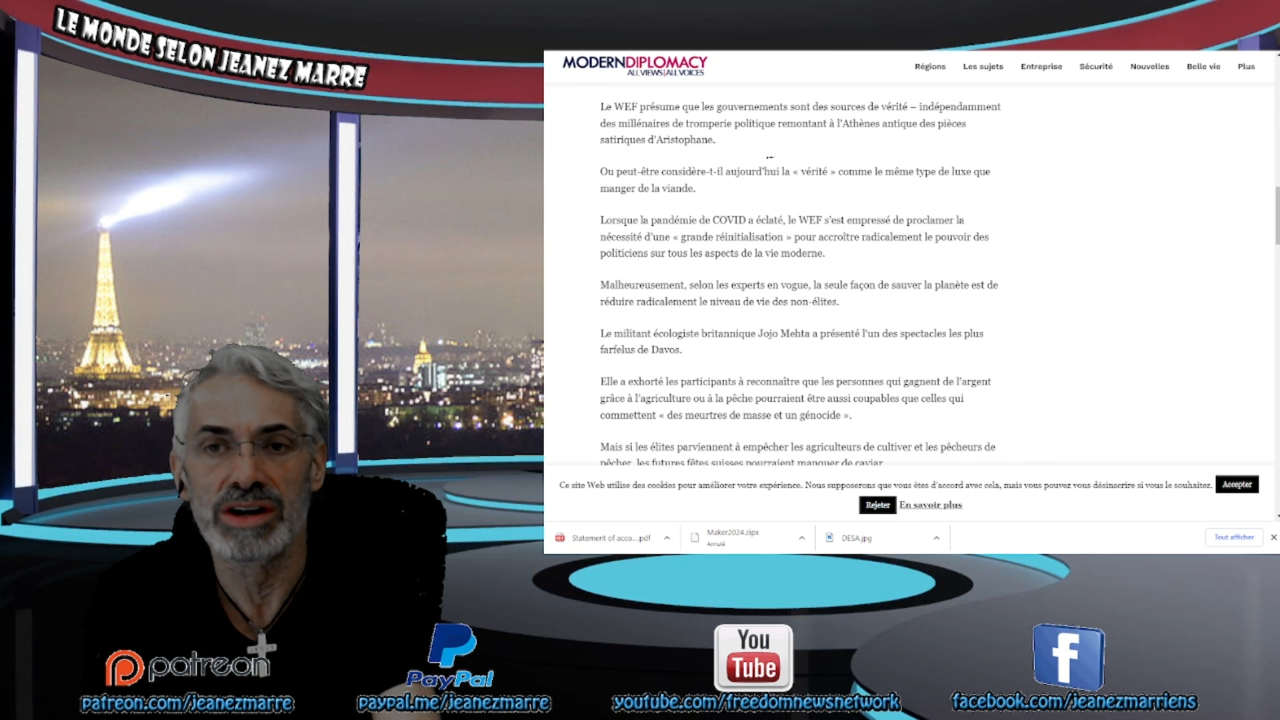 LE MONDE SELON JEANEZ MARRE
MODERNDIPLOMACY
ALL VIEWS|ALL VOICES
Régions Les sujets Entreprise Sécurité Nouvelles Belle vie Plus
Le WEF présume que les gouvernements sont des sources de vérité – indépendamment
des millénaires de tromperie politique remontant à l'Athènes antique des pièces
satiriques d'Aristophane.
Ou peut-être considère-t-il aujourd'hui la « vérité » comme le même type de luxe que
manger de la viande.
Lorsque la pandémie de COVID a éclaté, le WEF s'est empressé de proclamer la
nécessité d'une « grande réinitialisation » pour accroître radicalement le pouvoir des
politiciens sur tous les aspects de la vie moderne.
Malheureusement, selon les experts en vogue, la seule façon de sauver la planète est de
réduire radicalement le niveau de vie des non-élites.
Le militant écologiste britannique Jojo Mehta a présenté l'un des spectacles les plus
farfelus de Davos.
Elle a exhorté les participants à reconnaître que les personnes qui gagnent de l'argent
grâce à l'agriculture ou à la pêche pourraient être aussi coupables que celles qui
commettent « des meurtres de masse et un génocide ».
Mais si les élites parviennent à empêcher les agriculteurs de cultiver et les pêcheurs de
pêcher, les futures fêtes suisses pourraient manquer de caviar
Ce site Web utilise des cookies pour améliorer votre expérience. Nous supposerons que vous êtes d'accord avec cela, mais vous pouvez vous désinscrire si vous le souhaitez. Accepter
Rejeter En savoir plus
Statement of acco....pdf
Maker2024.zipx
Annulé
DESA.jpg
Tout afficher
patreon
PayPal
You
Tube
f
patreon.com/jeanezmarre
paypal.me/jeanezmarre
youtube.com/freedomnewsnetwork
facebook.com/jeanezmarriens